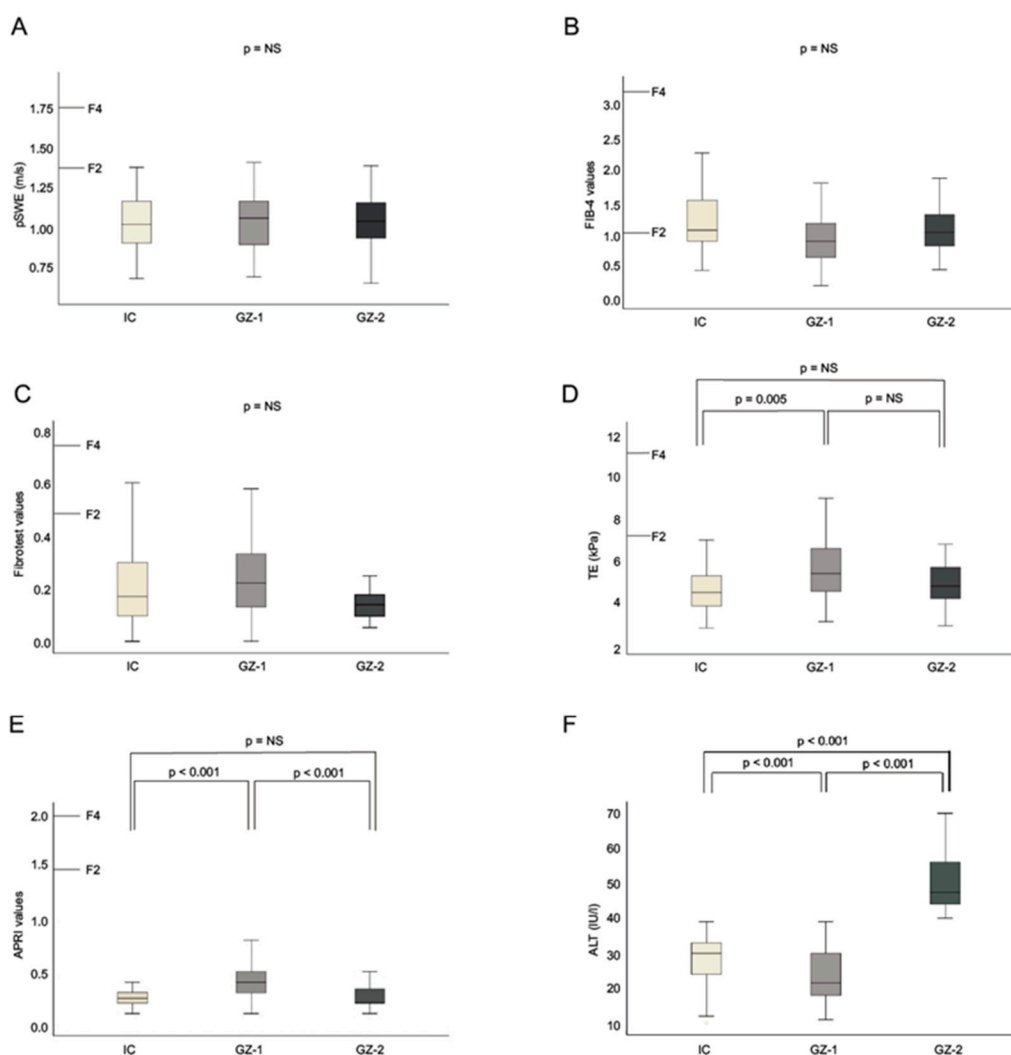 A
p = NS
pSWE (m/s)
1.75
1.50
1.25
1.00
0.75
F4
F2
IC GZ-1 GZ-2
B
p = NS
FIB-4 values
3.0
2.5
2.0
1.5
1.0
0.5
0.0
F4
F2
IC GZ-1 GZ-2
C
p = NS
Fibrotest values
0.8
0.6
0.4
0.2
0.0
F4
F2
IC GZ-1 GZ-2
D
p = NS
p = 0.005 p = NS
TE (kPa)
12
10
8
6
4
2
F4
F2
IC GZ-1 GZ-2
E
p = NS
p < 0.001 p < 0.001
APRI values
2.0
1.5
1.0
0.5
0.0
F4
F2
IC GZ-1 GZ-2
F
p < 0.001
p < 0.001 p < 0.001
ALT (IU/l)
70
60
50
40
30
20
10
IC GZ-1 GZ-2